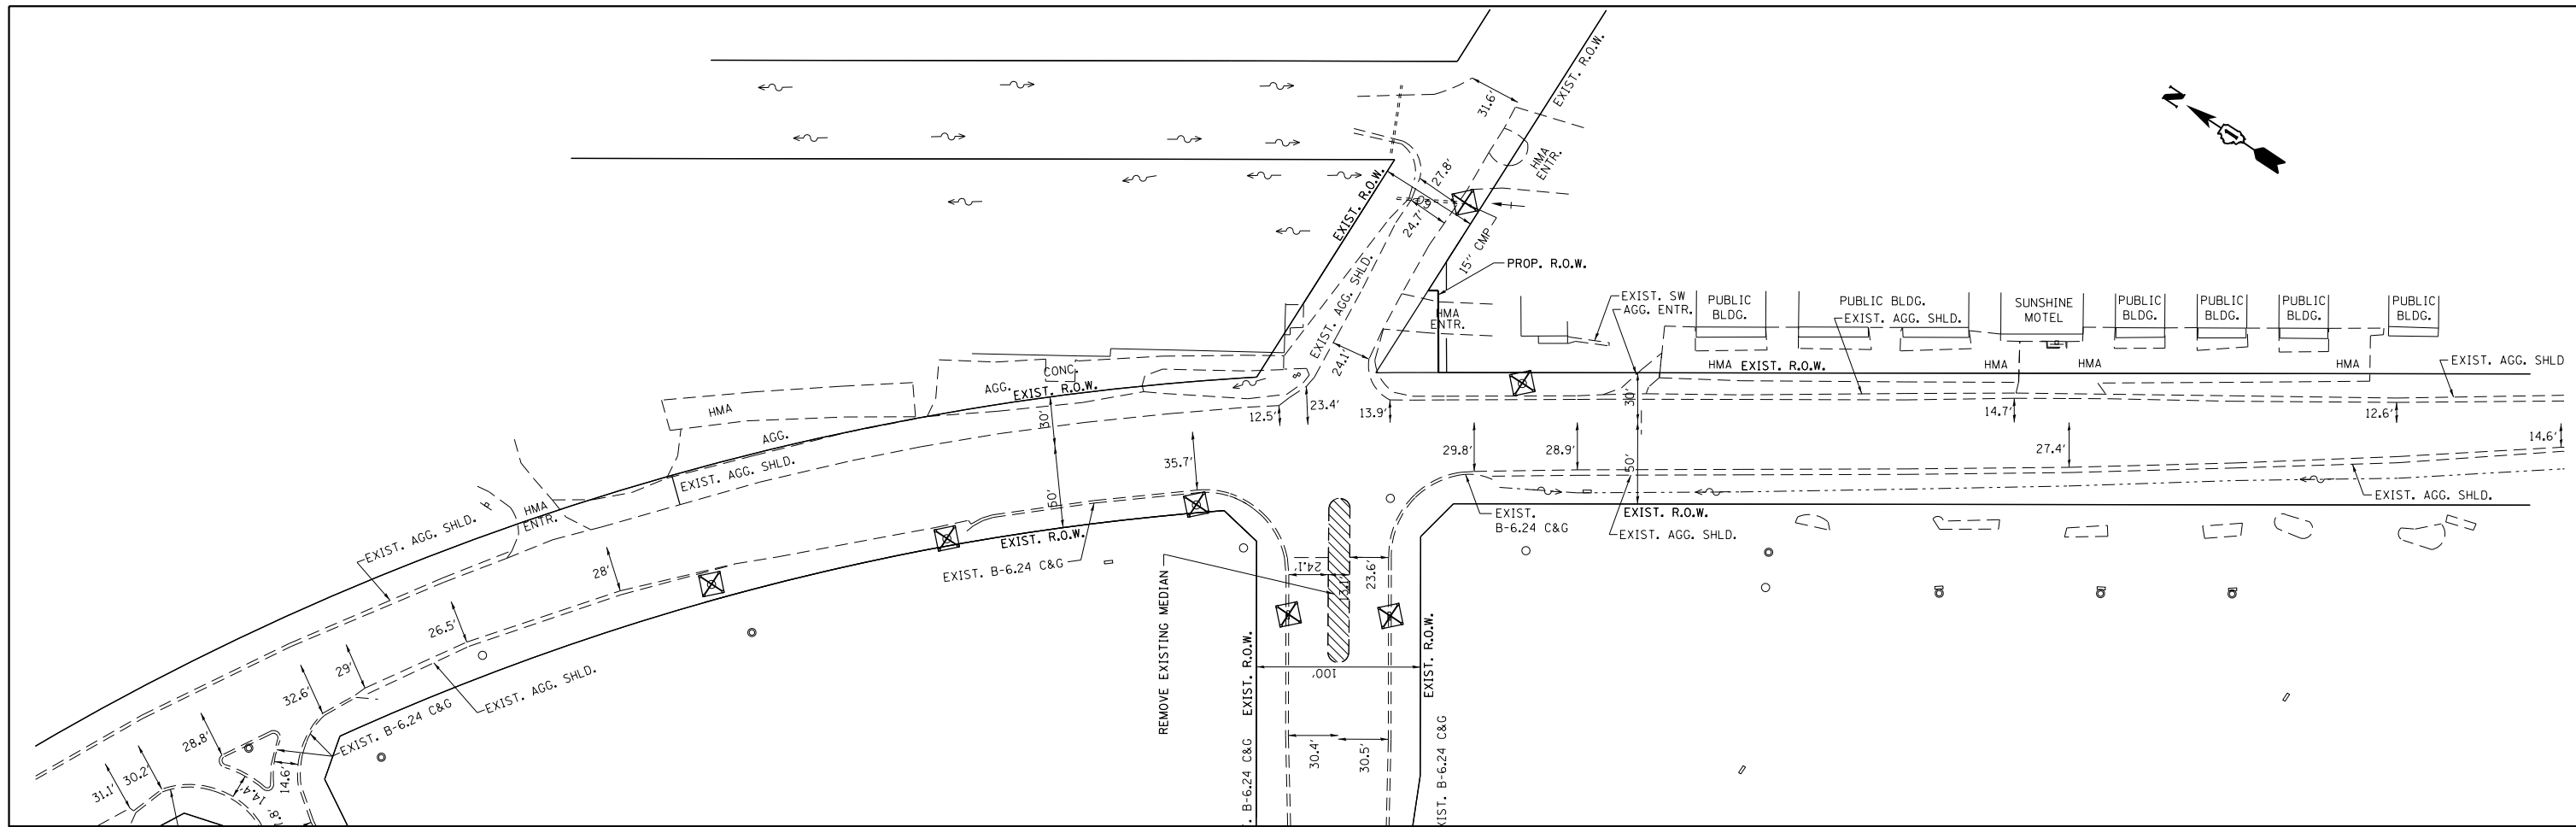 EXIST. R.O.W.
31.6'
N
HMA
ENTR.
27.8'
EXIST. R.O.W.
24.7'
15" CMP
PROP. R.O.W.
EXIST. AGG. SHLD.
EXIST. SW
AGG. ENTR.
PUBLIC
BLDG.
PUBLIC BLDG.
EXIST. AGG. SHLD.
SUNSHINE
MOTEL
PUBLIC
BLDG.
PUBLIC
BLDG.
PUBLIC
BLDG.
PUBLIC
BLDG.
HMA
ENTR.
24.1'
HMA
EXIST. R.O.W.
HMA
HMA
HMA
EXIST. AGG. SHLD
CONC.
AGG.
EXIST. R.O.W.
HMA
AGG.
30'
12.5'
23.4'
13.9'
30'
14.7'
12.6'
14.6'
EXIST. AGG. SHLD.
35.7'
29.8'
28.9'
50'
27.4'
50'
EXIST. AGG. SHLD.
HMA
ENTR.
EXIST. AGG. SHLD.
EXIST. R.O.W.
EXIST. B-6.24 C&G
EXIST.
B-6.24 C&G
EXIST. R.O.W.
EXIST. AGG. SHLD.
28'
24.1'
23.6'
REMOVE EXISTING MEDIAN
26.5'
29'
32.6'
EXIST. AGG. SHLD.
EXIST. B-6.24 C&G
28.8'
30.2'
31.1'
14.6'
14.4'
EXIST. R.O.W.
B-6.24 C&G
100'
30.4'
30.5'
EXIST. R.O.W.
XIST. B-6.24 C&G